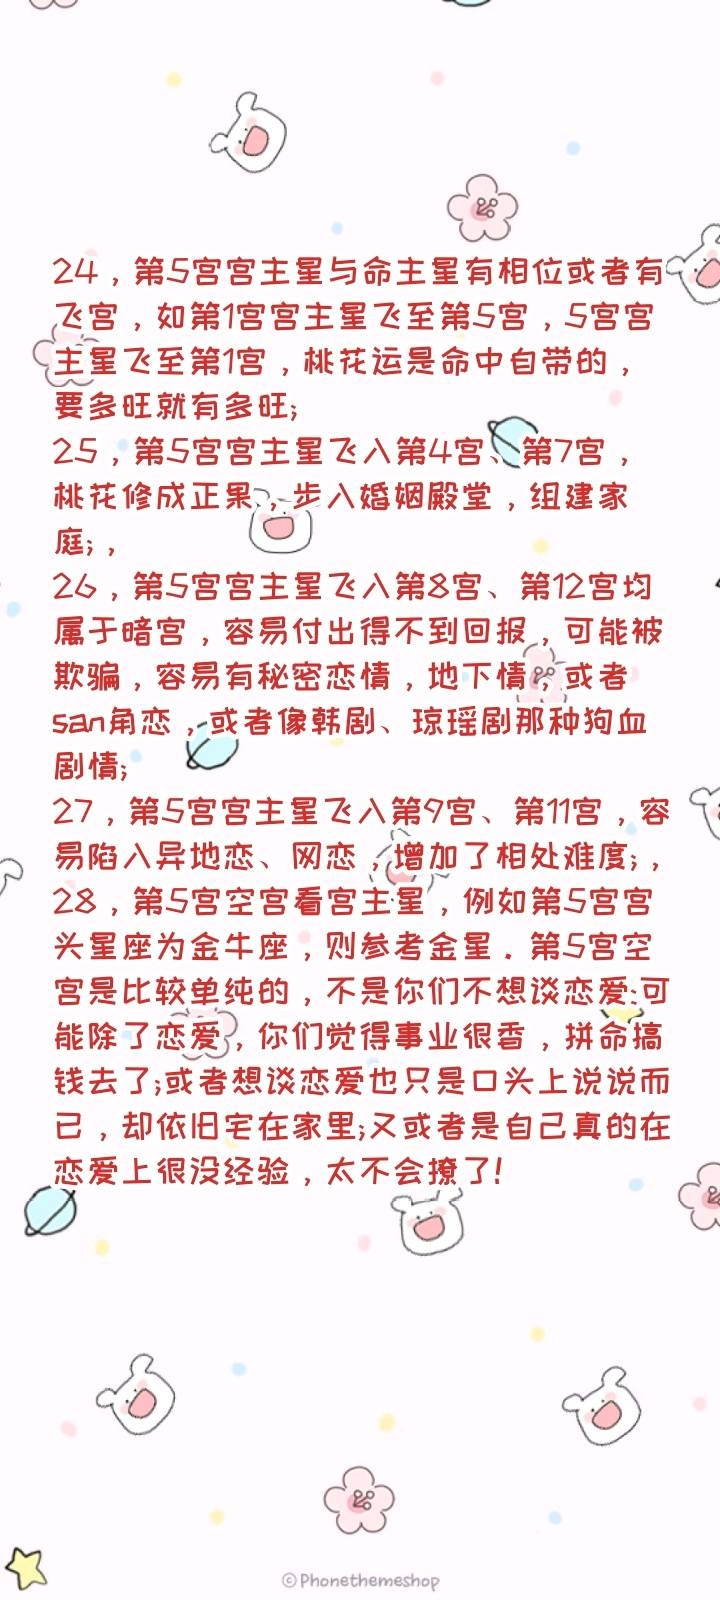 24，第5宫宫主星与命主星有相位或者有
飞宫，如第1宫宫主星飞至第5宫，5宫宫
主星飞至第1宫，桃花运是命中自带的，
要多旺就有多旺;
25，第5宫宫主星飞入第4宫、第7宫，
桃花修成正果，步入婚姻殿堂，组建家
庭;，
26，第5宫宫主星飞入第8宫、第12宫均
属于暗宫，容易付出得不到回报，可能被
欺骗，容易有秘密恋情，地下情，或者
san角恋，或者像韩剧、琼瑶剧那种狗血
剧情;
27，第5宫宫主星飞入第9宫、第11宫，容
易陷入异地恋、网恋，增加了相处难度;，
28，第5宫空宫看宫主星，例如第5宫宫
头星座为金牛座，则参考金星．第5宫空
宫是比较单纯的，不是你们不想谈恋爱:可
能除了恋爱，你们觉得事业很香，拼命搞
钱去了;或者想谈恋爱也只是口头上说说而
已，却依旧宅在家里;又或者是自己真的在
恋爱上很没经验，太不会撩了!
©Phonethemeshop